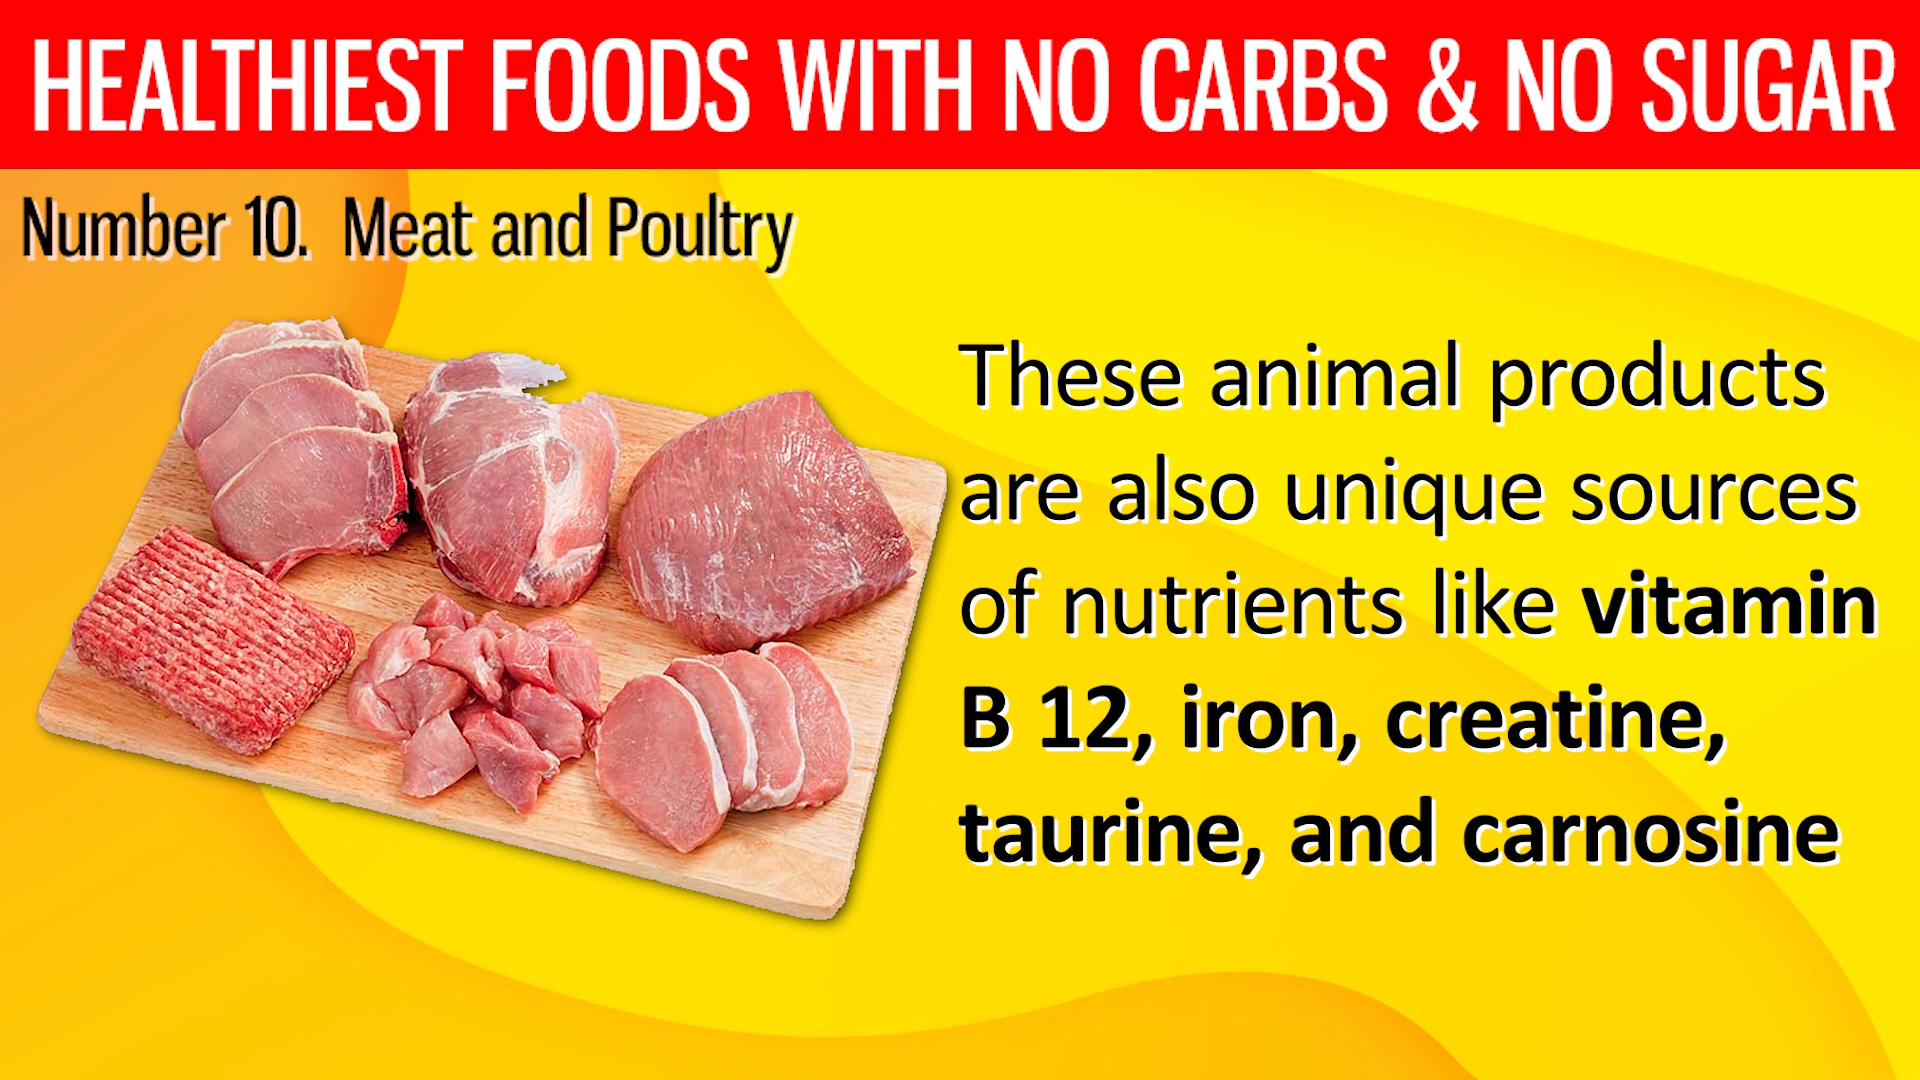 HEALTHIEST FOODS WITH NO CARBS & NO SUGAR
Number 10. Meat and Poultry
These animal products
are also unique sources
of nutrients like vitamin
B 12, iron, creatine,
taurine, and carnosine